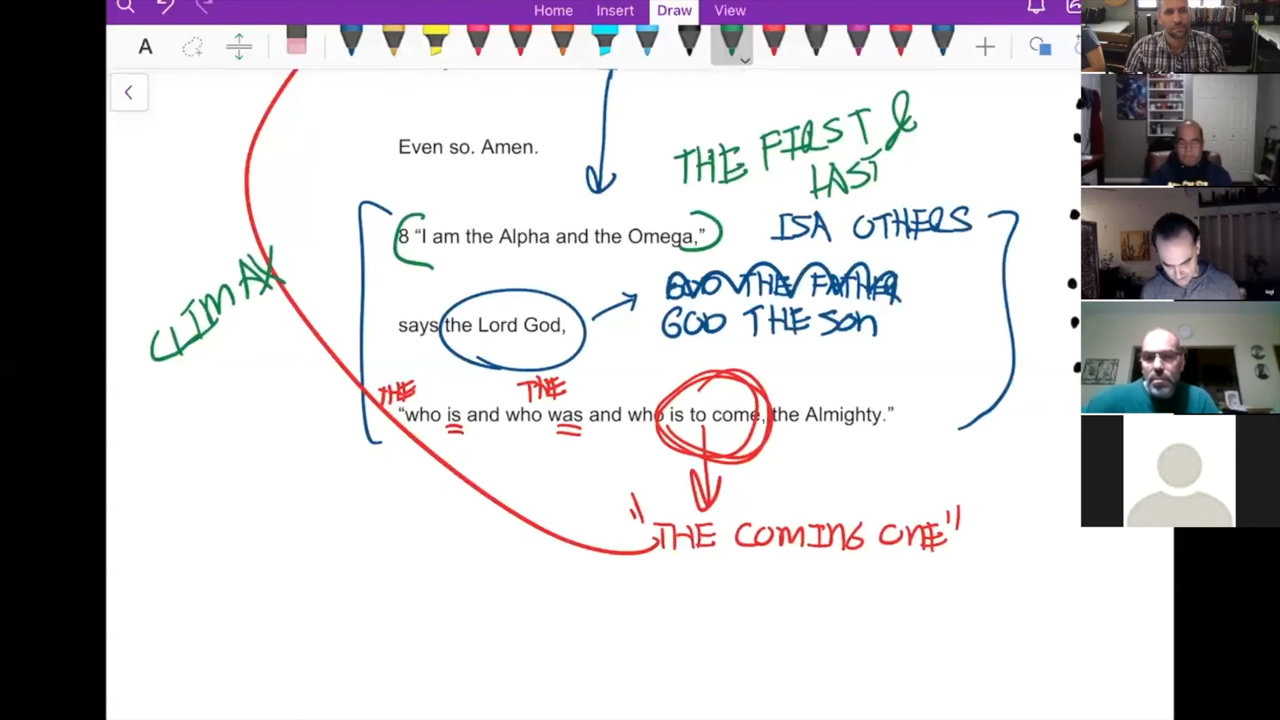 Home Insert Draw View
A
Even so. Amen.
THE FIRST &
LAST
8 “I am the Alpha and the Omega,”
ISA OTHERS
CLIMAX
GOD THE FATHER
says the Lord God,
GOD THE SON
THE THE
“who is and who was and who is to come, the Almighty.”
"THE COMING ONE"